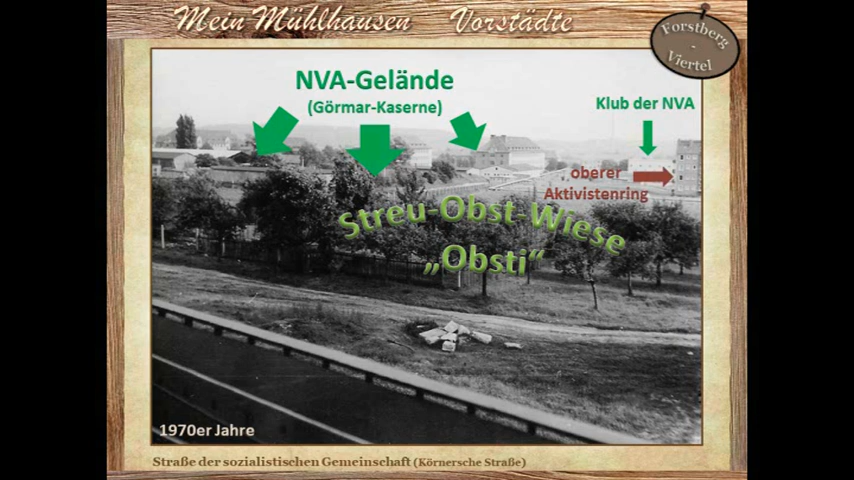 Mein Mühlhausen Vorstädte
Forstberg
-
Viertel
NVA-Gelände
(Görmar-Kaserne)
Klub der NVA
oberer
Aktivistenring
Streu-Obst-Wiese
„Obsti“
1970er Jahre
Straße der sozialistischen Gemeinschaft (Körnersche Straße)